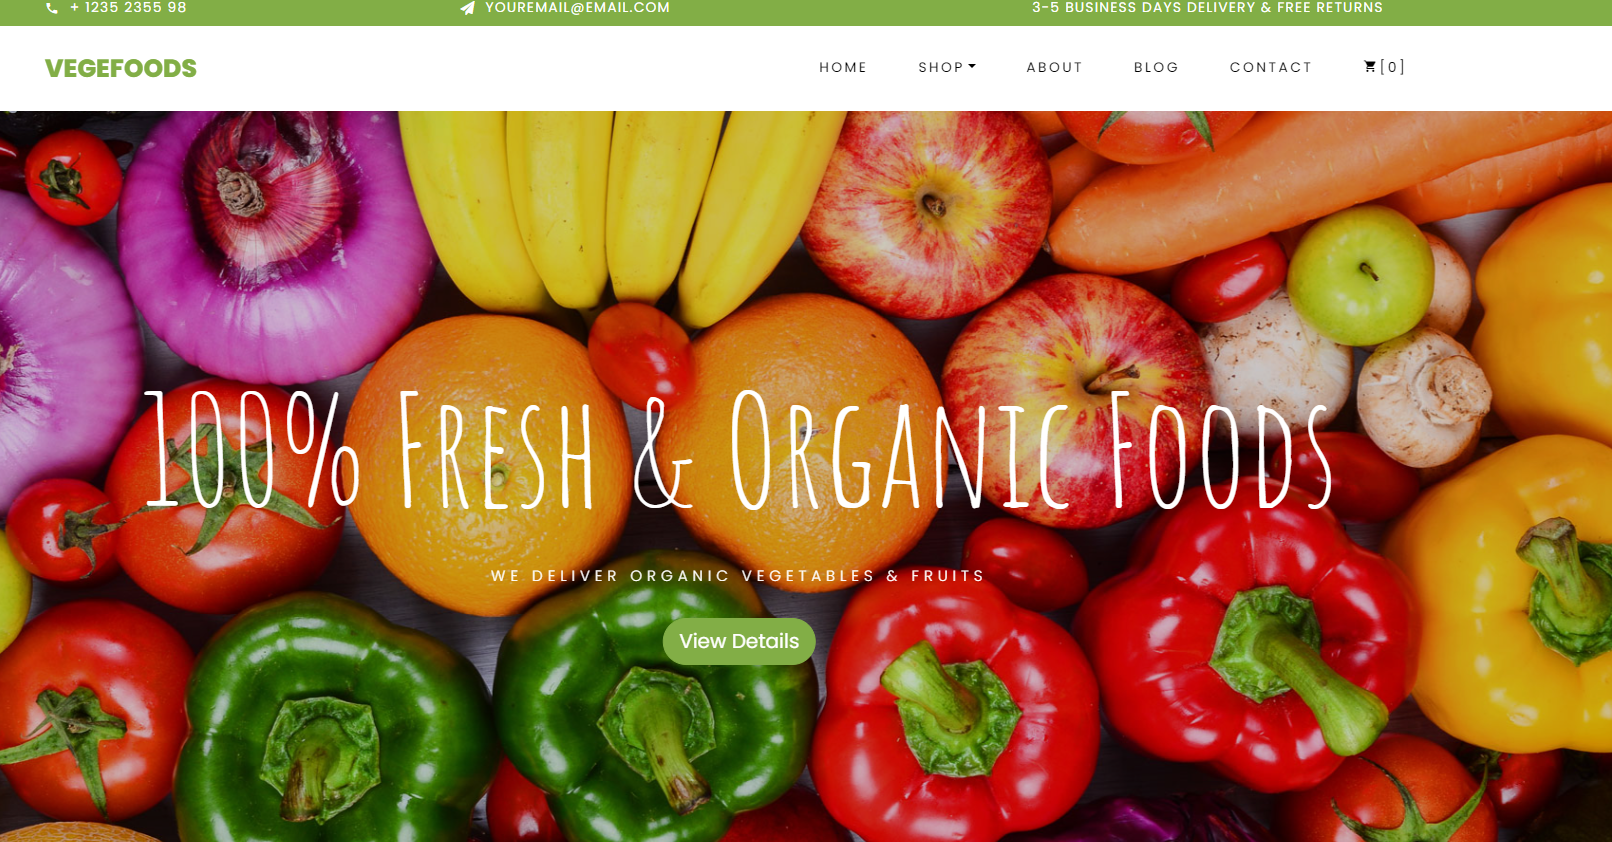 + 1235 2355 98
YOUREMAIL@EMAIL.COM
3-5 BUSINESS DAYS DELIVERY & FREE RETURNS
VEGEFOODS
HOME SHOP ABOUT BLOG CONTACT [0]
100% Fresh & Organic Foods
WE DELIVER ORGANIC VEGETABLES & FRUITS
View Details